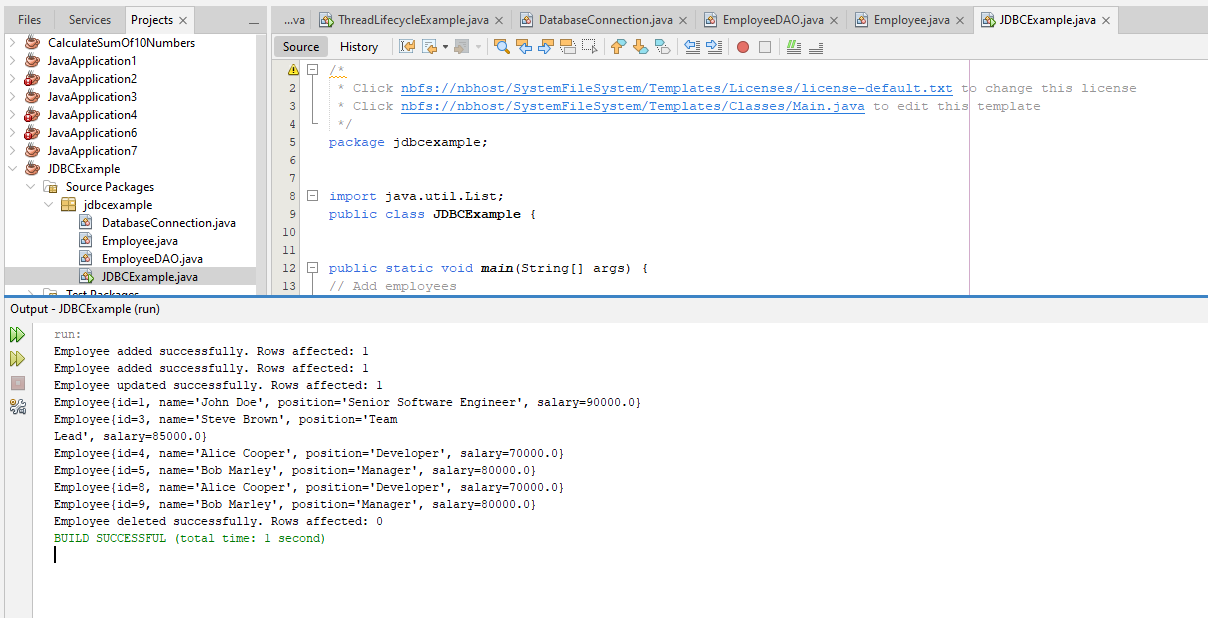 Files Services Projects
...va ThreadLifecycleExample.java DatabaseConnection.java EmployeeDAO.java Employee.java JDBCExample.java
CalculateSumOf10Numbers
JavaApplication1
JavaApplication2
JavaApplication3
JavaApplication4
JavaApplication6
JavaApplication7
JDBCExample
Source Packages
jdbcexample
DatabaseConnection.java
Employee.java
EmployeeDAO.java
JDBCExample.java
Test Packages
Source History
/*
2 * Click nbfs://nbhost/SystemFileSystem/Templates/Licenses/license-default.txt to change this license
3 * Click nbfs://nbhost/SystemFileSystem/Templates/Classes/Main.java to edit this template
4 */
5 package jdbcexample;
6
7
8 import java.util.List;
9 public class JDBCExample {
10
11
12 public static void main(String[] args) {
13 // Add employees
Output - JDBCExample (run)
run:
Employee added successfully. Rows affected: 1
Employee added successfully. Rows affected: 1
Employee updated successfully. Rows affected: 1
Employee{id=1, name='John Doe', position='Senior Software Engineer', salary=90000.0}
Employee{id=3, name='Steve Brown', position='Team
Lead', salary=85000.0}
Employee{id=4, name='Alice Cooper', position='Developer', salary=70000.0}
Employee{id=5, name='Bob Marley', position='Manager', salary=80000.0}
Employee{id=8, name='Alice Cooper', position='Developer', salary=70000.0}
Employee{id=9, name='Bob Marley', position='Manager', salary=80000.0}
Employee deleted successfully. Rows affected: 0
BUILD SUCCESSFUL (total time: 1 second)